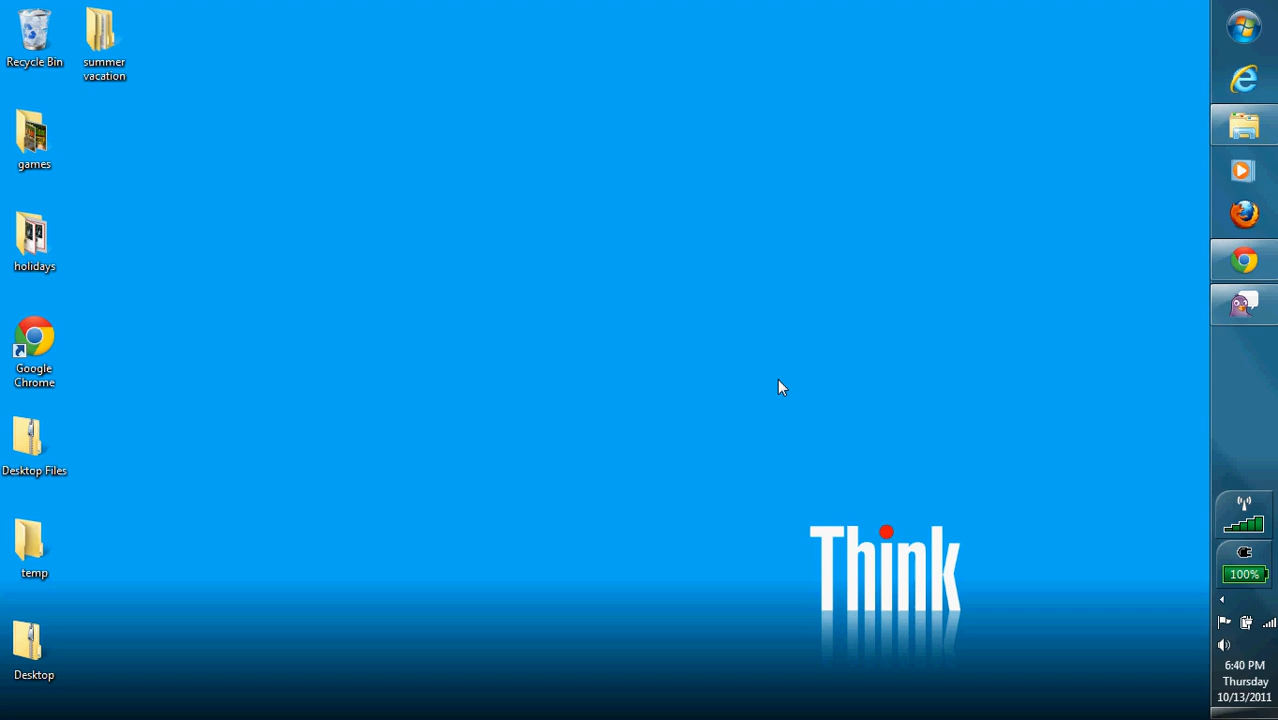 Recycle Bin
summer
vacation
games
holidays
Google
Chrome
Desktop Files
temp
Desktop
Think
100%
6:40 PM
Thursday
10/13/2011